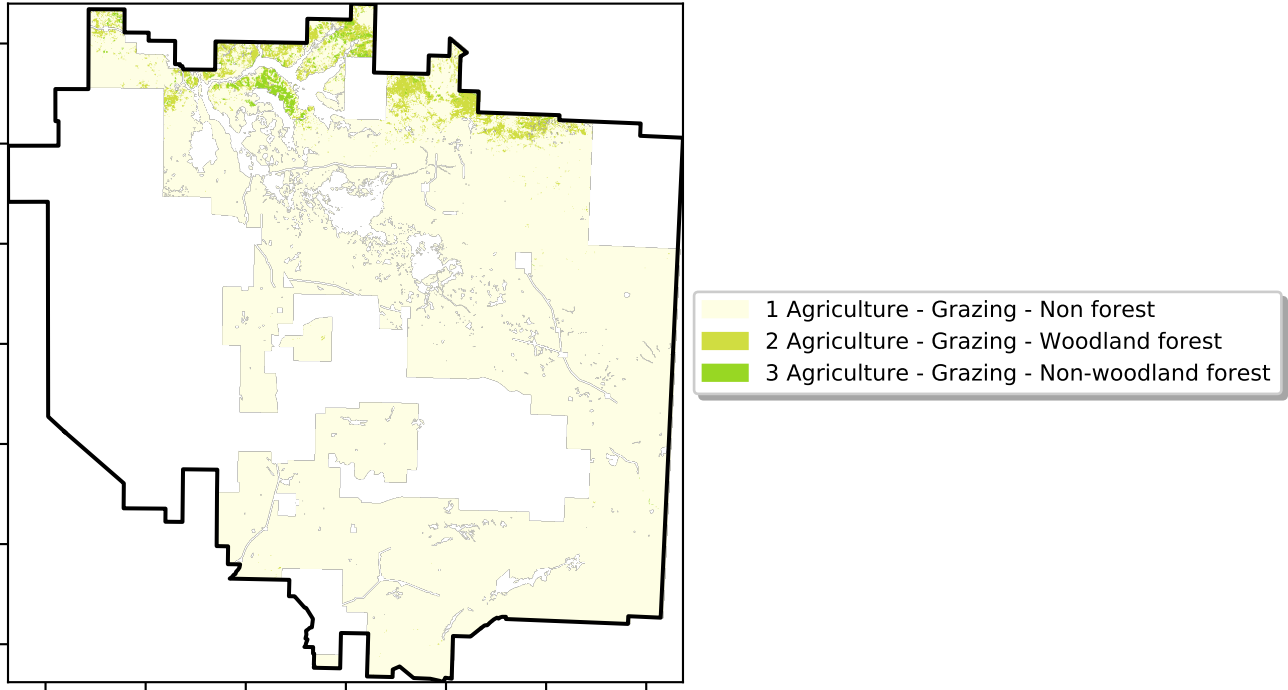 1 Agriculture - Grazing - Non forest
2 Agriculture - Grazing - Woodland forest
3 Agriculture - Grazing - Non-woodland forest